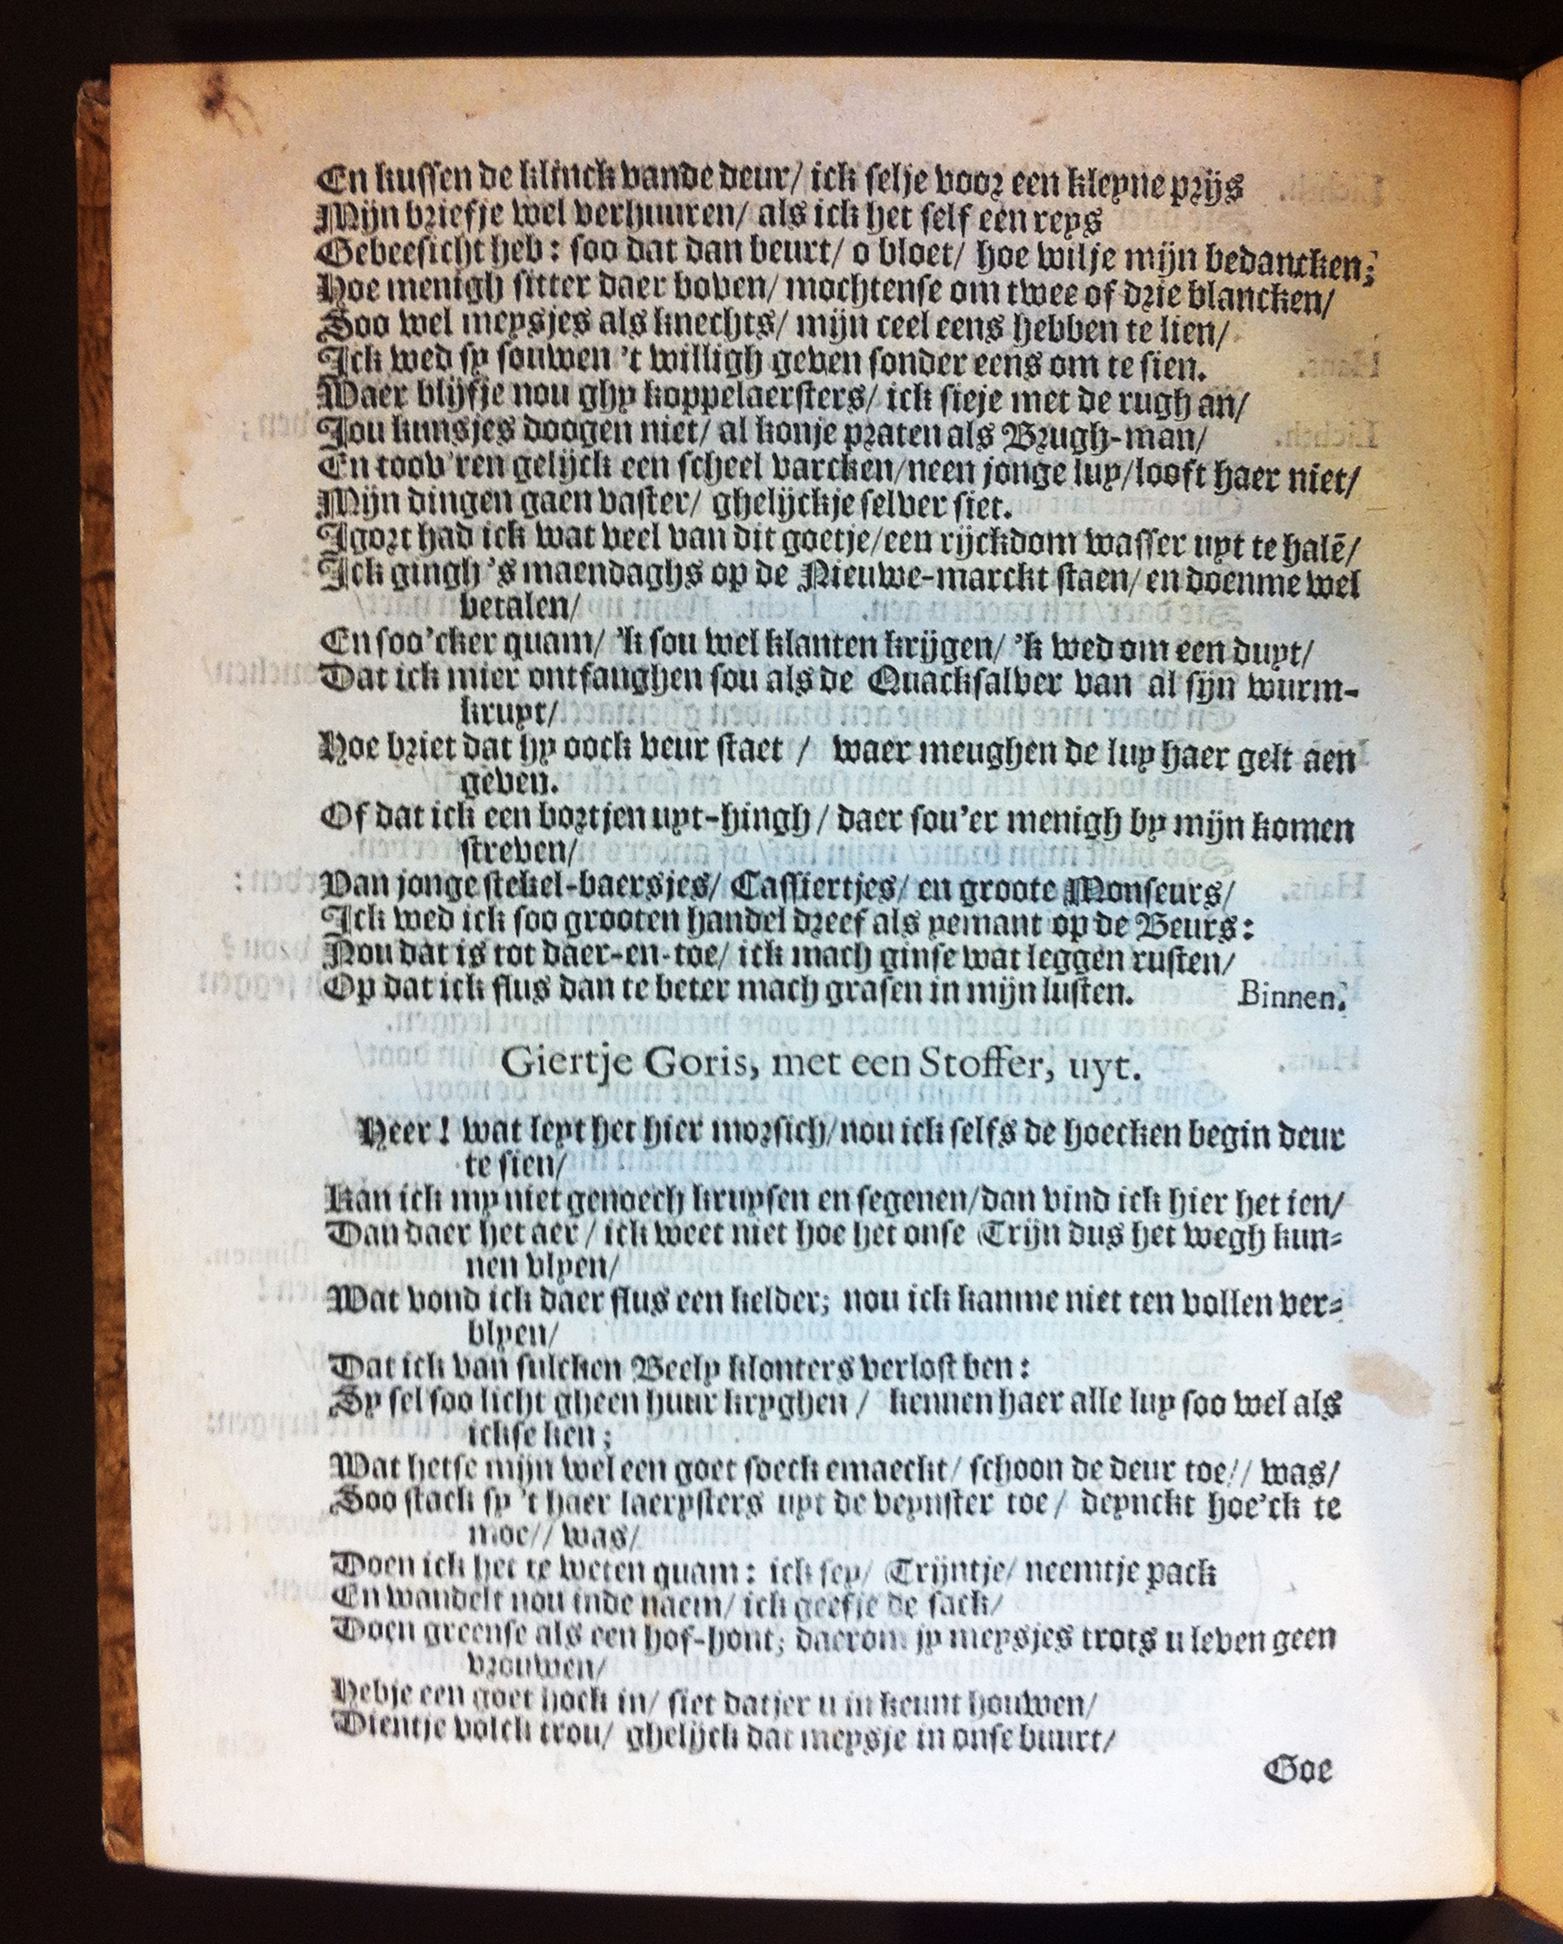 En kussen de klinck vande deur/ ick selje voor een kleyne prijs
Mijn briefje wel verhuuren/ als ick het self een reys
Gebeesicht heb: soo dat dan beurt/ o bloet/ hoe wilje mijn bedancken;
Hoe menigh sitter daer boven/ mochtense om twee of drie blancken/
Soo wel meysjes als knechts/ mijn ceel eens hebben te lien/
Ick wed sy souwen 't willigh geven sonder eens om te sien.
Waer blijfje nou ghy koppelaersters/ ick sieje met de rugh an/
Jou kunsjes doogen niet/ al konje praten als Brugh-man/
En toov'ren gelijck een scheel varcken/neen jonge luy/looft haer niet/
Mijn dingen gaen vaster/ ghelijckje selver siet.
Igort had ick wat veel van dit goetje/een rijckdom wasser uyt te halē/
Ick gingh 's maendaghs op de Nieuwe-marckt staen/ en doenme wel
betalen/
En soo'cker quam/ 'k sou wel klanten krijgen/ 'k wed om een duyt/
Dat ick mier ontfanghen sou als de Quacksalver van al sijn wurm-
kruyt/
Hoe briet dat hy oock veur staet / waer meughen de luy haer gelt aen
geven.
Of dat ick een bortjen uyt-hingh/ daer sou'er menigh by mijn komen
streven/
Van jonge stekel-baersjes/ Cassiertjes/ en groote Monseurs/
Ick wed ick soo grooten handel dreef als yemant op de Beurs:
Nou dat is tot daer-en-toe/ ick mach ginse wat leggen rusten/
Op dat ick flus dan te beter mach grasen in mijn lusten. Binnen.
Giertje Goris, met een Stoffer, uyt.
Heer! wat leyt het hier morsich/nou ick selfs de hoecken begin deur
te sien/
Kan ick my niet genoech kruysen en segenen/dan vind ick hier het ien/
Dan daer het aer/ ick weet niet hoe het onse Trijn dus het wegh kun-
nen vlyen/
Wat vond ick daer flus een kelder; nou ick kanme niet ten vollen ver-
blyen/
Dat ick van sulcken Beely klonters verlost ben:
Sy sel soo licht gheen huur kryghen / kennen haer alle luy soo wel als
ickse ken;
Wat hetse mijn wel een goet soeck emaeckt/ schoon de deur toe// was/
Soo stack sy 't haer laerysters uyt de veynster toe/ deynckt hoe'ck te
moe// was/
Doen ick het te weten quam: ick sey/ Trijntje/ neemtje pack
En wandelt nou inde naem/ ick geefje de sack/
Doen greense als een hof-hont; daerom jy meysjes trots u leven geen
vrouwen/
Hebje een goet hock in/ siet datjer u in keunt houwen/
Dientje volck trou/ ghelijck dat meysje in onse buurt/
Goe